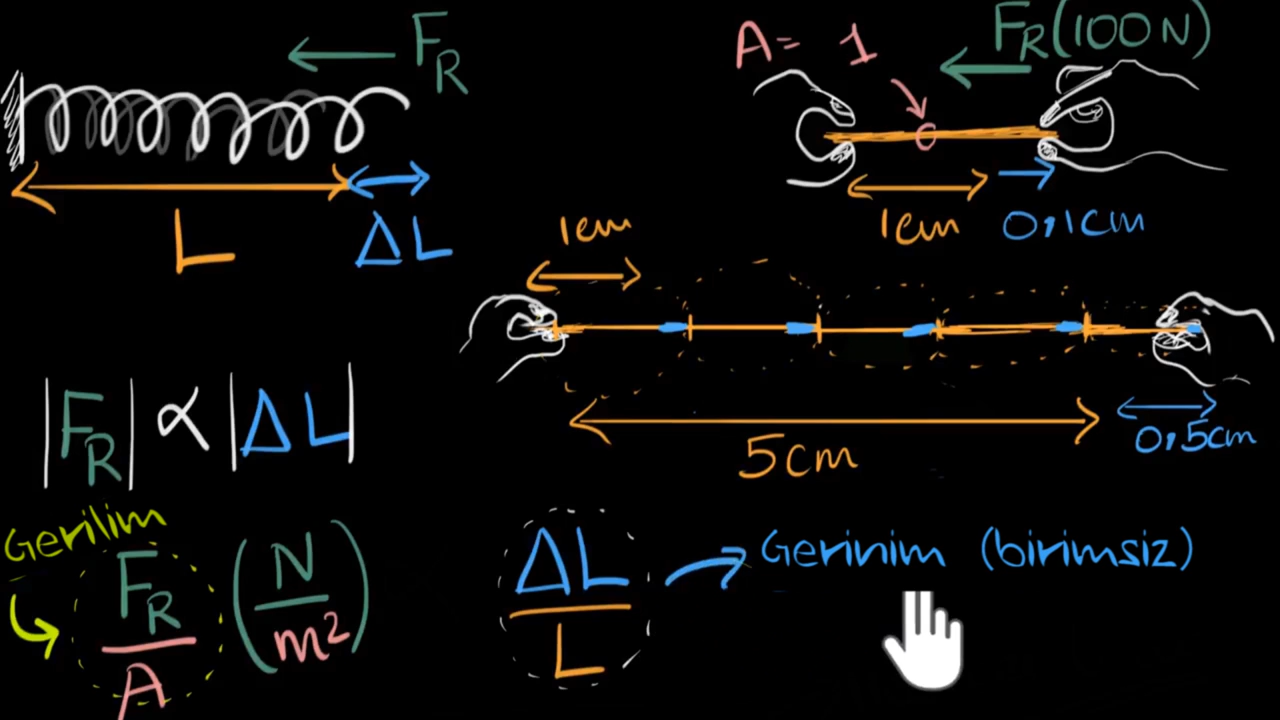 F_R
L
ΔL
A = 1
F_R (100N)
1cm
0,1cm
1cm
5cm
0,5cm
|F_R| ∝ |ΔL|
Gerilim
F_R/A (N/m²)
ΔL/L
Gerinim (birimsiz)